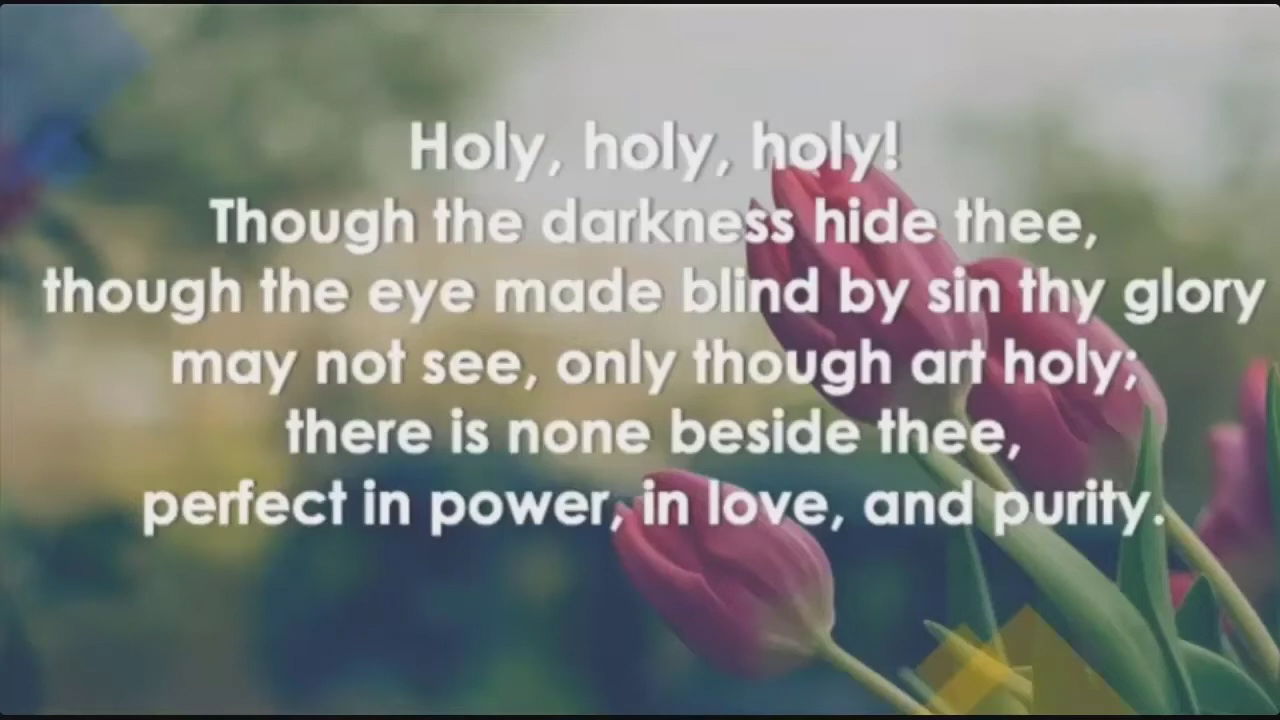 Holy, holy, holy!
Though the darkness hide thee,
though the eye made blind by sin thy glory
may not see, only though art holy;
there is none beside thee,
perfect in power, in love, and purity.